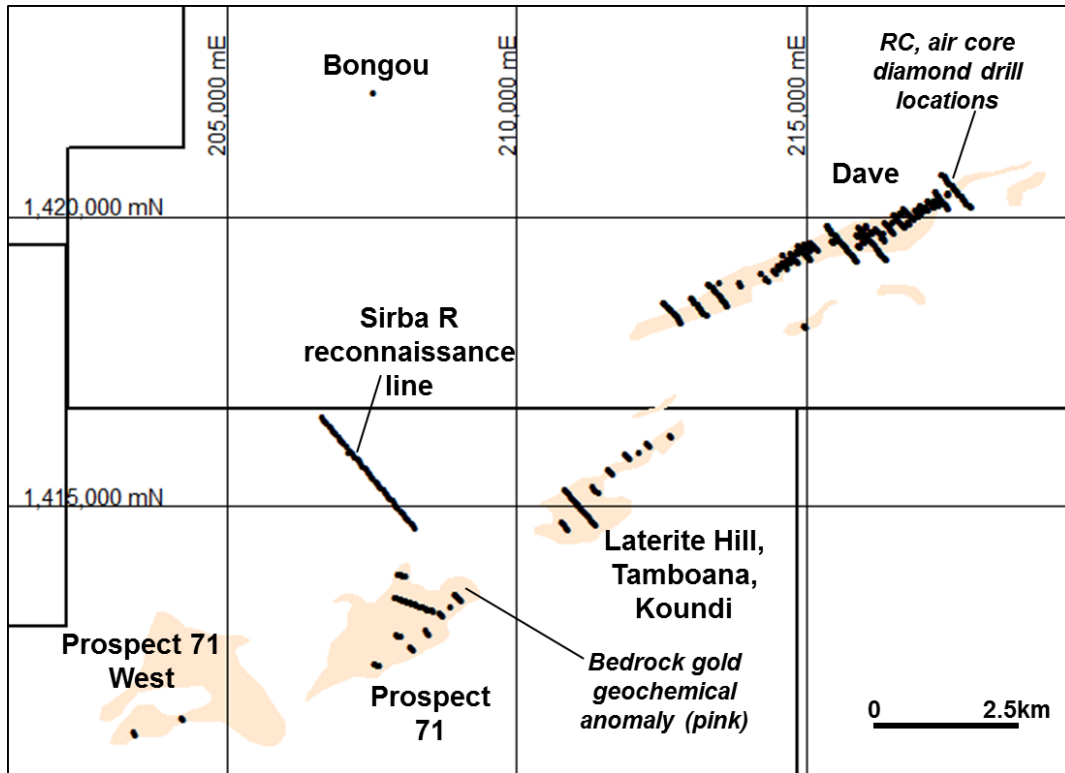 Bongou
205,000 mE
210,000 mE
215,000 mE
RC, air core
diamond drill
locations
Dave
1,420,000 mN
Sirba R
reconnaissance
line
1,415,000 mN
Laterite Hill,
Tamboana,
Koundi
Prospect 71
West
Prospect
71
Bedrock gold
geochemical
anomaly (pink)
0 2.5km